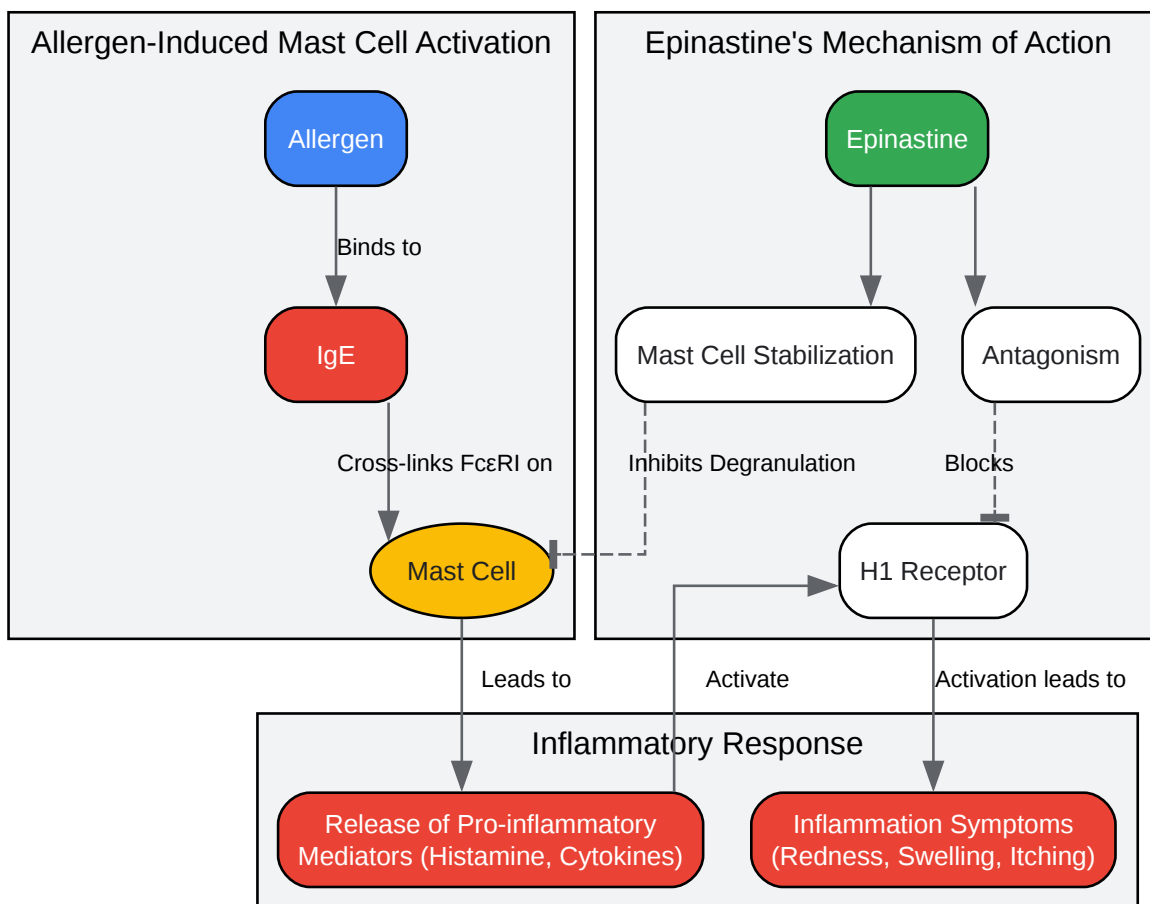 Allergen-Induced Mast Cell Activation
Epinastine's Mechanism of Action
Allergen
Epinastine
Binds to
IgE
Mast Cell Stabilization
Antagonism
Cross-links FcεRI on
Inhibits Degranulation
Blocks
Mast Cell
H1 Receptor
Leads to
Activate
Activation leads to
Inflammatory Response
Release of Pro-inflammatory
Mediators (Histamine, Cytokines)
Inflammation Symptoms
(Redness, Swelling, Itching)